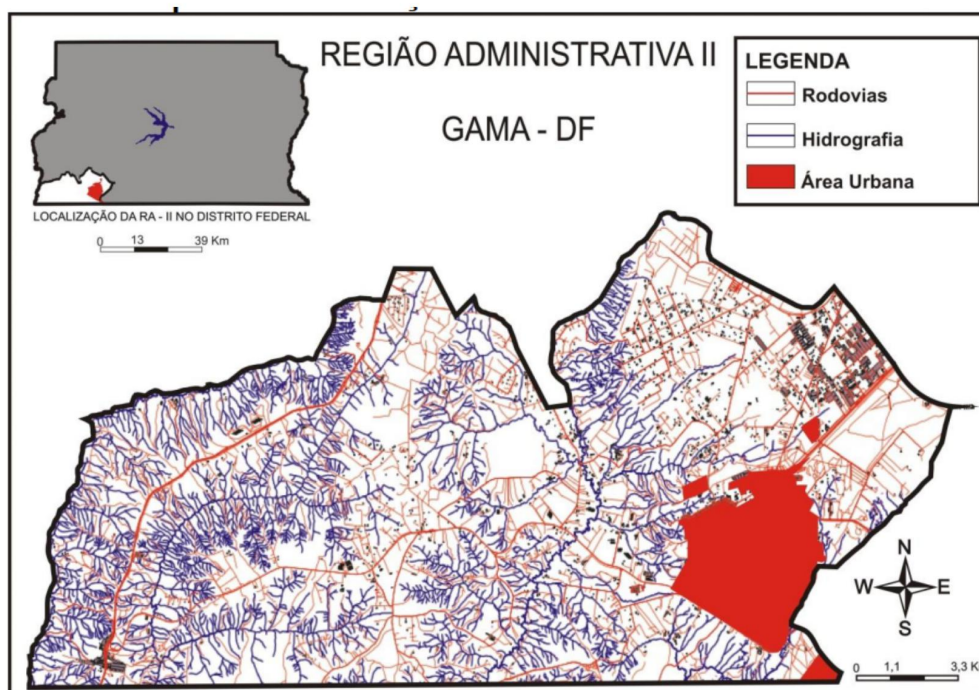 REGIÃO ADMINISTRATIVA II
GAMA - DF
LEGENDA
Rodovias
Hidrografia
Área Urbana
LOCALIZAÇÃO DA RA - II NO DISTRITO FEDERAL
0 13 39 Km
N
W E
S
0 1,1 3,3 K